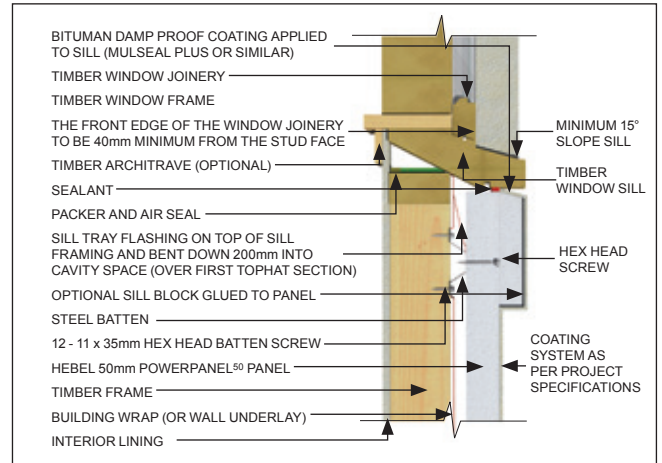 BITUMAN DAMP PROOF COATING APPLIED
TO SILL (MULSEAL PLUS OR SIMILAR)
TIMBER WINDOW JOINERY
TIMBER WINDOW FRAME
THE FRONT EDGE OF THE WINDOW JOINERY
TO BE 40mm MINIMUM FROM THE STUD FACE
TIMBER ARCHITRAVE (OPTIONAL)
SEALANT
PACKER AND AIR SEAL
SILL TRAY FLASHING ON TOP OF SILL
FRAMING AND BENT DOWN 200mm INTO
CAVITY SPACE (OVER FIRST TOPHAT SECTION)
OPTIONAL SILL BLOCK GLUED TO PANEL
STEEL BATTEN
12 - 11 x 35mm HEX HEAD BATTEN SCREW
HEBEL 50mm POWERPANEL⁵⁰ PANEL
TIMBER FRAME
BUILDING WRAP (OR WALL UNDERLAY)
INTERIOR LINING
MINIMUM 15°
SLOPE SILL
TIMBER
WINDOW SILL
HEX HEAD
SCREW
COATING
SYSTEM AS
PER PROJECT
SPECIFICATIONS